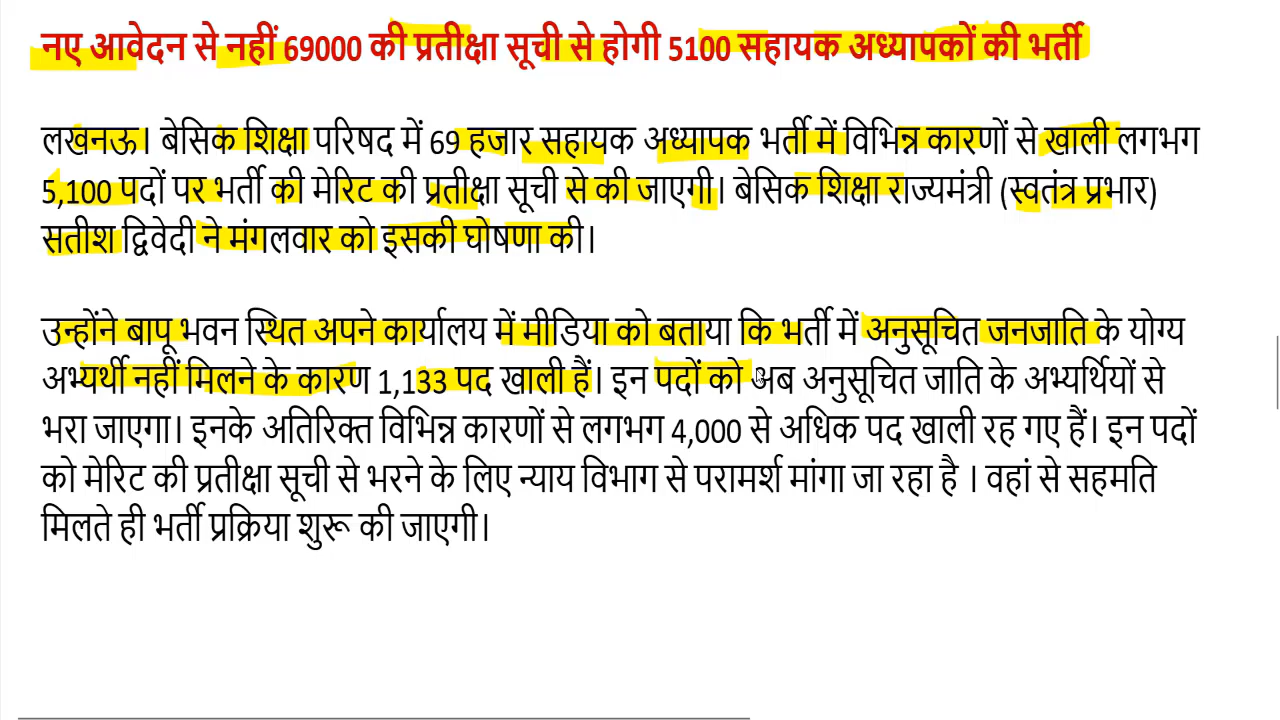 नए आवेदन से नहीं 69000 की प्रतीक्षा सूची से होगी 5100 सहायक अध्यापकों की भर्ती
लखनऊ। बेसिक शिक्षा परिषद में 69 हजार सहायक अध्यापक भर्ती में विभिन्न कारणों से खाली लगभग
5,100 पदों पर भर्ती की मेरिट की प्रतीक्षा सूची से की जाएगी। बेसिक शिक्षा राज्यमंत्री (स्वतंत्र प्रभार)
सतीश द्विवेदी ने मंगलवार को इसकी घोषणा की।
उन्होंने बापू भवन स्थित अपने कार्यालय में मीडिया को बताया कि भर्ती में अनुसूचित जनजाति के योग्य
अभ्यर्थी नहीं मिलने के कारण 1,133 पद खाली हैं। इन पदों को अब अनुसूचित जाति के अभ्यर्थियों से
भरा जाएगा। इनके अतिरिक्त विभिन्न कारणों से लगभग 4,000 से अधिक पद खाली रह गए हैं। इन पदों
को मेरिट की प्रतीक्षा सूची से भरने के लिए न्याय विभाग से परामर्श मांगा जा रहा है । वहां से सहमति
मिलते ही भर्ती प्रक्रिया शुरू की जाएगी।